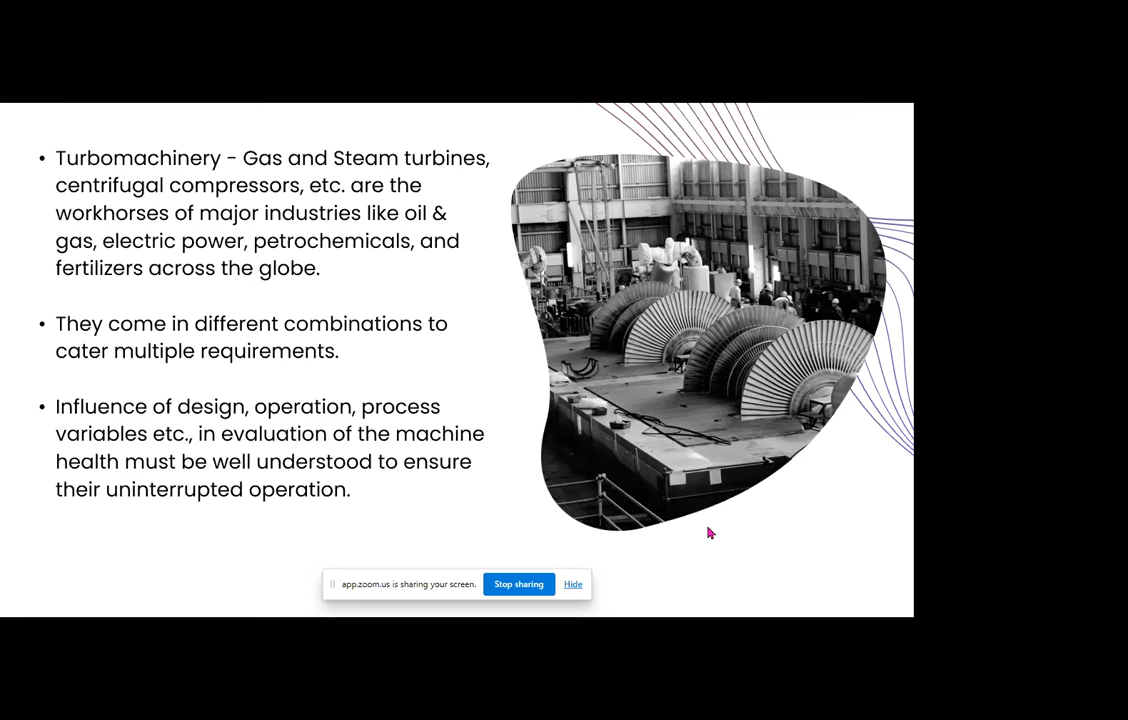 • Turbomachinery - Gas and Steam turbines,
centrifugal compressors, etc. are the
workhorses of major industries like oil &
gas, electric power, petrochemicals, and
fertilizers across the globe.
• They come in different combinations to
cater multiple requirements.
• Influence of design, operation, process
variables etc., in evaluation of the machine
health must be well understood to ensure
their uninterrupted operation.
app.zoom.us is sharing your screen. Stop sharing Hide